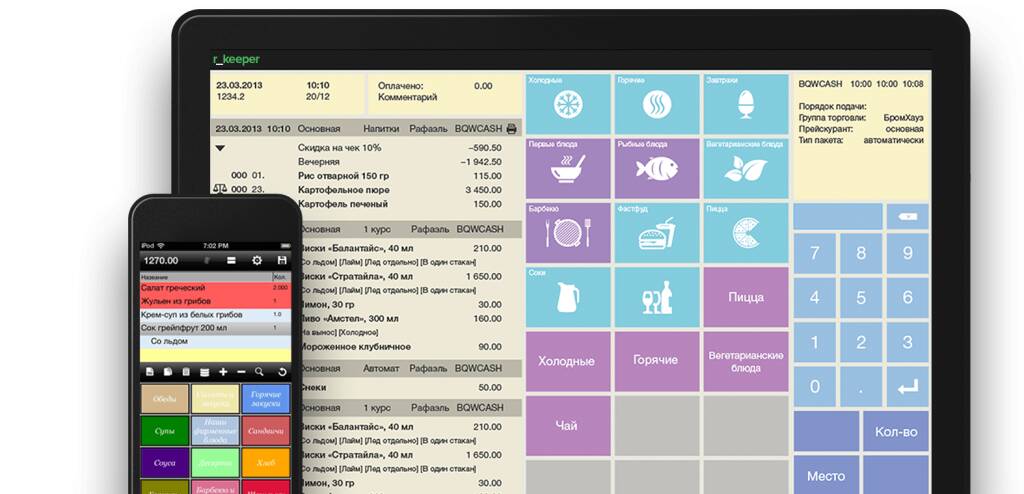 r_keeper
23.03.2013 10:10
1234.2 20/12
Оплачено: 0.00
Комментарий
23.03.2013 10:10 Основная Напитки Рафаэль BQWCASH
Скидка на чек 10% –590.50
Вечерняя –1 942.50
000 01. Рис отварной 150 гр 115.00
000 23. Картофельное пюре 3 450.00
Картофель печеный 150.00
Основная 1 курс Рафаэль BQWCASH
Виски «Балантайс», 40 мл 210.00
[Со льдом] [Лайм] [Лед отдельно] [В один стакан]
Виски «Стратайла», 40 мл 1 650.00
[Со льдом] [Лайм] [Лед отдельно] [В один стакан]
Лимон, 30 гр 30.00
Пиво «Амстел», 300 мл 160.00
[На вынос] [Холодное]
Мороженное клубничное 90.00
Основная Автомат Рафаэль BQWCASH
Снеки 50.00
Основная 1 курс Рафаэль BQWCASH
Виски «Балантайс», 40 мл 210.00
[Со льдом] [Лайм] [Лед отдельно] [В один стакан]
Виски «Стратайла», 40 мл 1 650.00
[Со льдом] [Лайм] [Лед отдельно] [В один стакан]
Лимон, 30 гр 30.00
Холодные Горячие Завтраки
Первые блюда Рыбные блюда Вегетарианские блюда
Барбекю Фастфуд Пицца
Соки
Пицца
Холодные Горячие Вегетарианские
блюда
Чай
BQWCASH 10:00 10:00 10:08
Порядок подачи:
Группа торговли: БромХауз
Прейскурант: основная
Тип пакета: автоматически
7 8 9
4 5 6
1 2 3
0 .
Кол-во
Место
iPod 7:02 PM
1270.00
Название Кол.
Салат греческий 2.000
Жульен из грибов 1
Крем-суп из белых грибов 1.0
Сок грейпфрут 200 мл 1
Со льдом
Обеды Горячие
закуски
Супы Наши
фирменные
блюда Сандвичи
Соуса Десерты Хлеб
Барбекю и